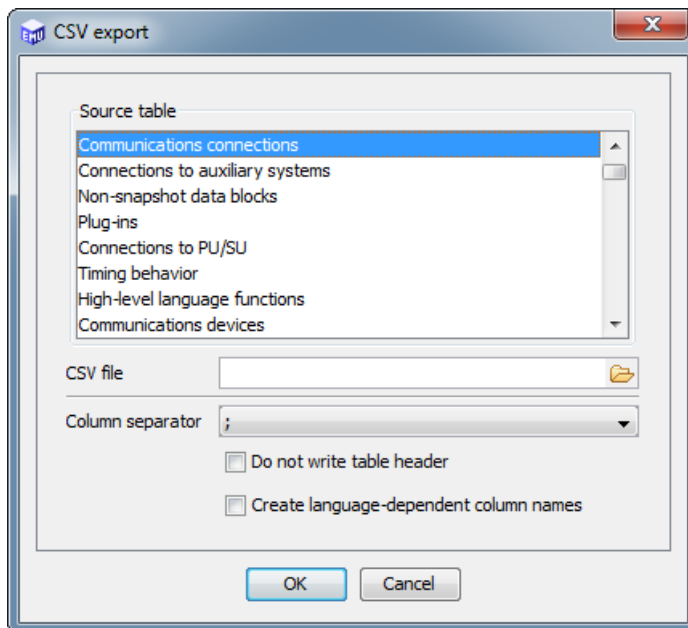 EMU
CSV export
Source table
Communications connections
Connections to auxiliary systems
Non-snapshot data blocks
Plug-ins
Connections to PU/SU
Timing behavior
High-level language functions
Communications devices
CSV file
Column separator ;
Do not write table header
Create language-dependent column names
OK Cancel